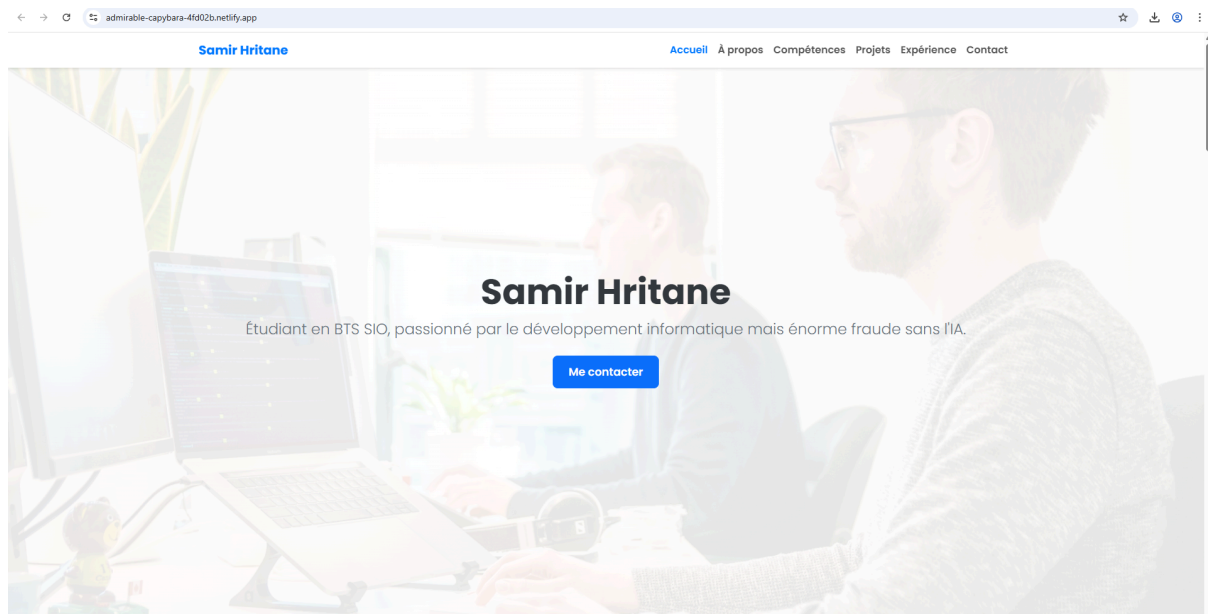 admirable-capybara-4fd02b.netlify.app
Samir Hritane Accueil À propos Compétences Projets Expérience Contact
Samir Hritane
Étudiant en BTS SIO, passionné par le développement informatique mais énorme fraude sans l'IA.
Me contacter